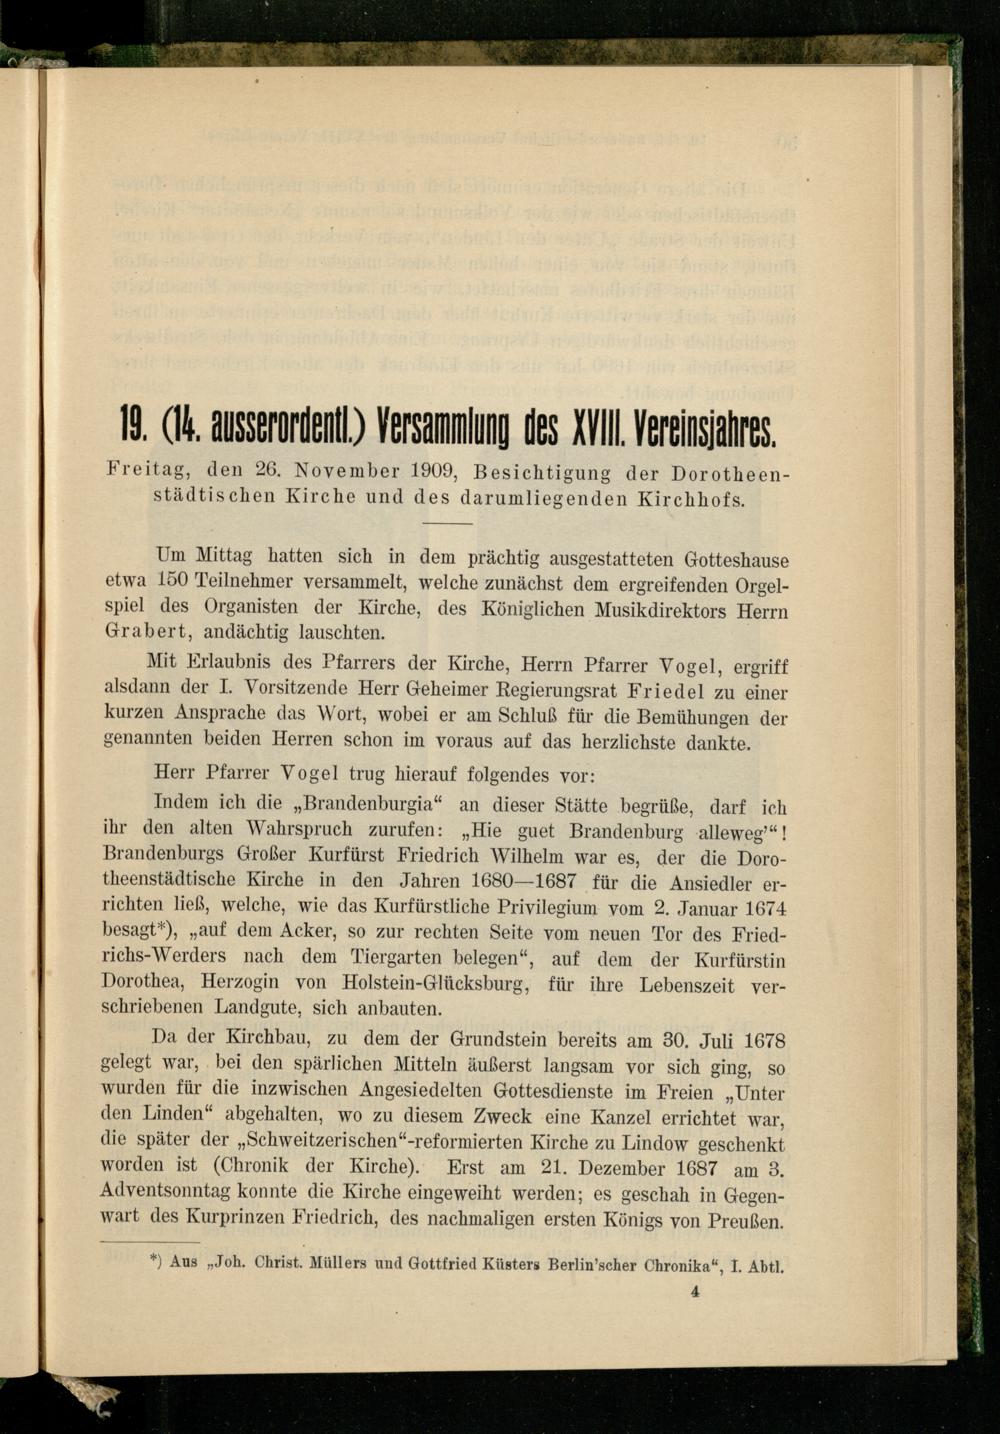 19. (14. ausserordentl.) Versammlung des XVIII. Vereinsjahres.
Freitag, den 26. November 1909, Besichtigung der Dorotheen-
städtischen Kirche und des darumliegenden Kirchhofs.
Um Mittag hatten sich in dem prächtig ausgestatteten Gotteshause
etwa 150 Teilnehmer versammelt, welche zunächst dem ergreifenden Orgel-
spiel des Organisten der Kirche, des Königlichen Musikdirektors Herrn
Grabert, andächtig lauschten.
Mit Erlaubnis des Pfarrers der Kirche, Herrn Pfarrer Vogel, ergriff
alsdann der I. Vorsitzende Herr Geheimer Regierungsrat Friedel zu einer
kurzen Ansprache das Wort, wobei er am Schluß für die Bemühungen der
genannten beiden Herren schon im voraus auf das herzlichste dankte.
Herr Pfarrer Vogel trug hierauf folgendes vor:
Indem ich die „Brandenburgia“ an dieser Stätte begrüße, darf ich
ihr den alten Wahrspruch zurufen: „Hie guet Brandenburg alleweg’“!
Brandenburgs Großer Kurfürst Friedrich Wilhelm war es, der die Doro-
theenstädtische Kirche in den Jahren 1680—1687 für die Ansiedler er-
richten ließ, welche, wie das Kurfürstliche Privilegium vom 2. Januar 1674
besagt*), „auf dem Acker, so zur rechten Seite vom neuen Tor des Fried-
richs-Werders nach dem Tiergarten belegen“, auf dem der Kurfürstin
Dorothea, Herzogin von Holstein-Glücksburg, für ihre Lebenszeit ver-
schriebenen Landgute, sich anbauten.
Da der Kirchbau, zu dem der Grundstein bereits am 30. Juli 1678
gelegt war, bei den spärlichen Mitteln äußerst langsam vor sich ging, so
wurden für die inzwischen Angesiedelten Gottesdienste im Freien „Unter
den Linden“ abgehalten, wo zu diesem Zweck eine Kanzel errichtet war,
die später der „Schweitzerischen“-reformierten Kirche zu Lindow geschenkt
worden ist (Chronik der Kirche). Erst am 21. Dezember 1687 am 3.
Adventsonntag konnte die Kirche eingeweiht werden; es geschah in Gegen-
wart des Kurprinzen Friedrich, des nachmaligen ersten Königs von Preußen.
*) Aus „Joh. Christ. Müllers und Gottfried Küsters Berlin’scher Chronika“, I. Abtl.
4